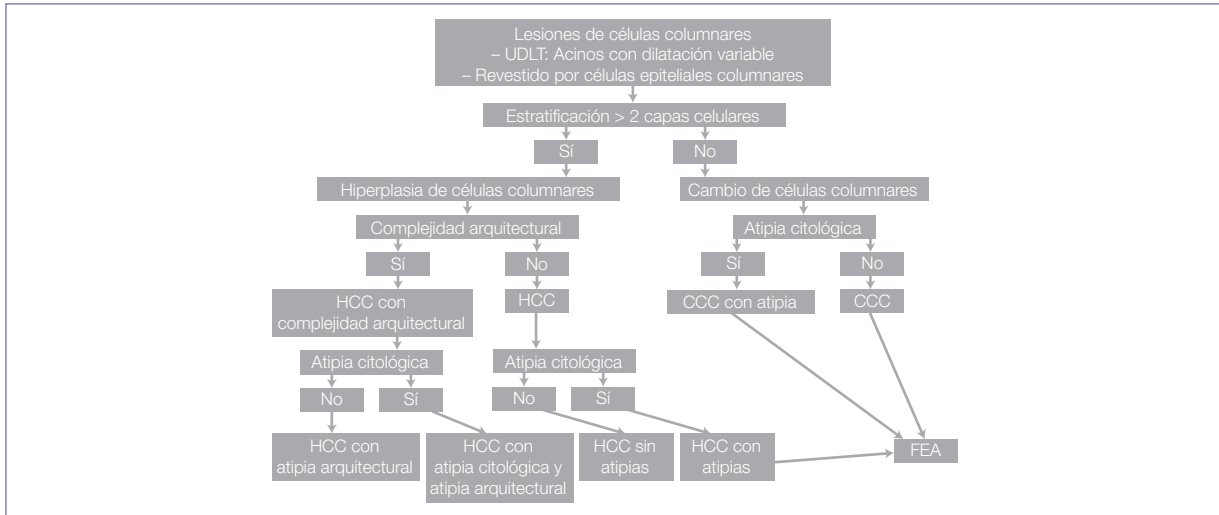 Lesiones de células columnares
– UDLT: Acinos con dilatación variable
– Revestido por células epiteliales columnares
Estratificación > 2 capas celulares
Sí
No
Hiperplasia de células columnares
Cambio de células columnares
Complejidad arquitectural
Atipia citológica
Sí
No
Sí
No
HCC con
complejidad arquitectural
HCC
CCC con atipia
CCC
Atipia citológica
Atipia citológica
No
Sí
No
Sí
HCC con
atipia arquitectural
HCC con
atipia citológica y
atipia arquitectural
HCC sin
atipias
HCC con
atipias
FEA